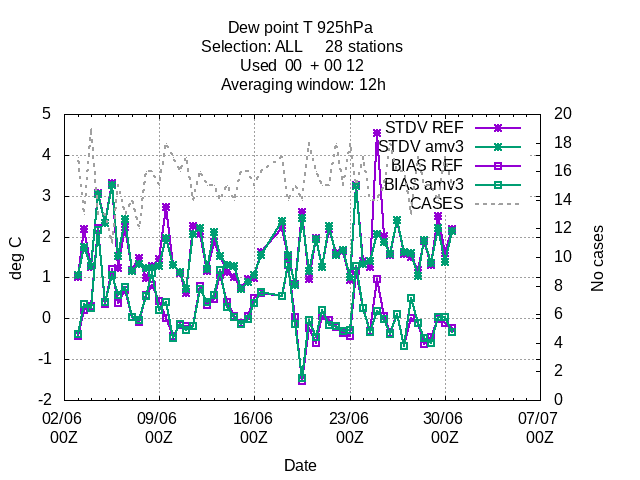 Dew point T 925hPa
Selection: ALL     28 stations
Used  00  + 00 12
Averaging window: 12h
STDV REF
STDV amv3
BIAS REF
BIAS amv3
CASES
5
4
3
2
1
0
-1
-2
deg C
20
18
16
14
12
10
8
6
4
2
0
No cases
02/06 09/06 16/06 23/06 30/06 07/07
00Z 00Z 00Z 00Z 00Z 00Z
Date